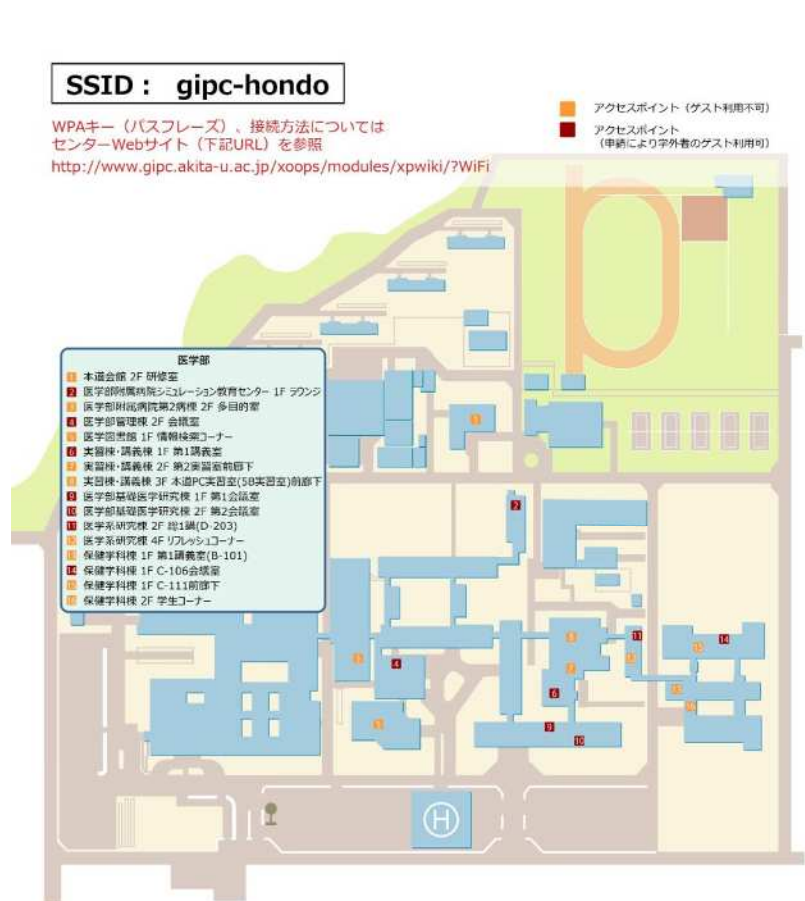 SSID： gipc-hondo
WPAキー（パスフレーズ）、接続方法については
センターWebサイト（下記URL）を参照
http://www.gipc.akita-u.ac.jp/xoops/modules/xpwiki/?WiFi
アクセスポイント（ゲスト利用不可）
アクセスポイント
（申請により学外者のゲスト利用可）
医学部
1 本道会館 2F 研修室
2 医学部附属病院シミュレーション教育センター 1F ラウンジ
3 医学部附属病院第2病棟 2F 多目的室
4 医学部管理棟 2F 会議室
5 医学図書館 1F 情報検索コーナー
6 実習棟・講義棟 1F 第1講義室
7 実習棟・講義棟 2F 第2実習室前廊下
8 実習棟・講義棟 3F 本道PC実習室(5B実習室)前廊下
9 医学部基礎医学研究棟 1F 第1会議室
10 医学部基礎医学研究棟 2F 第2会議室
11 医学系研究棟 2F 総1講(D-203)
12 医学系研究棟 4F リフレッシュコーナー
13 保健学科棟 1F 第1講義室(B-101)
14 保健学科棟 1F C-106会議室
15 保健学科棟 1F C-111前廊下
16 保健学科棟 2F 学生コーナー
1
2
8
11
14
7
4
6
16
9
10
H